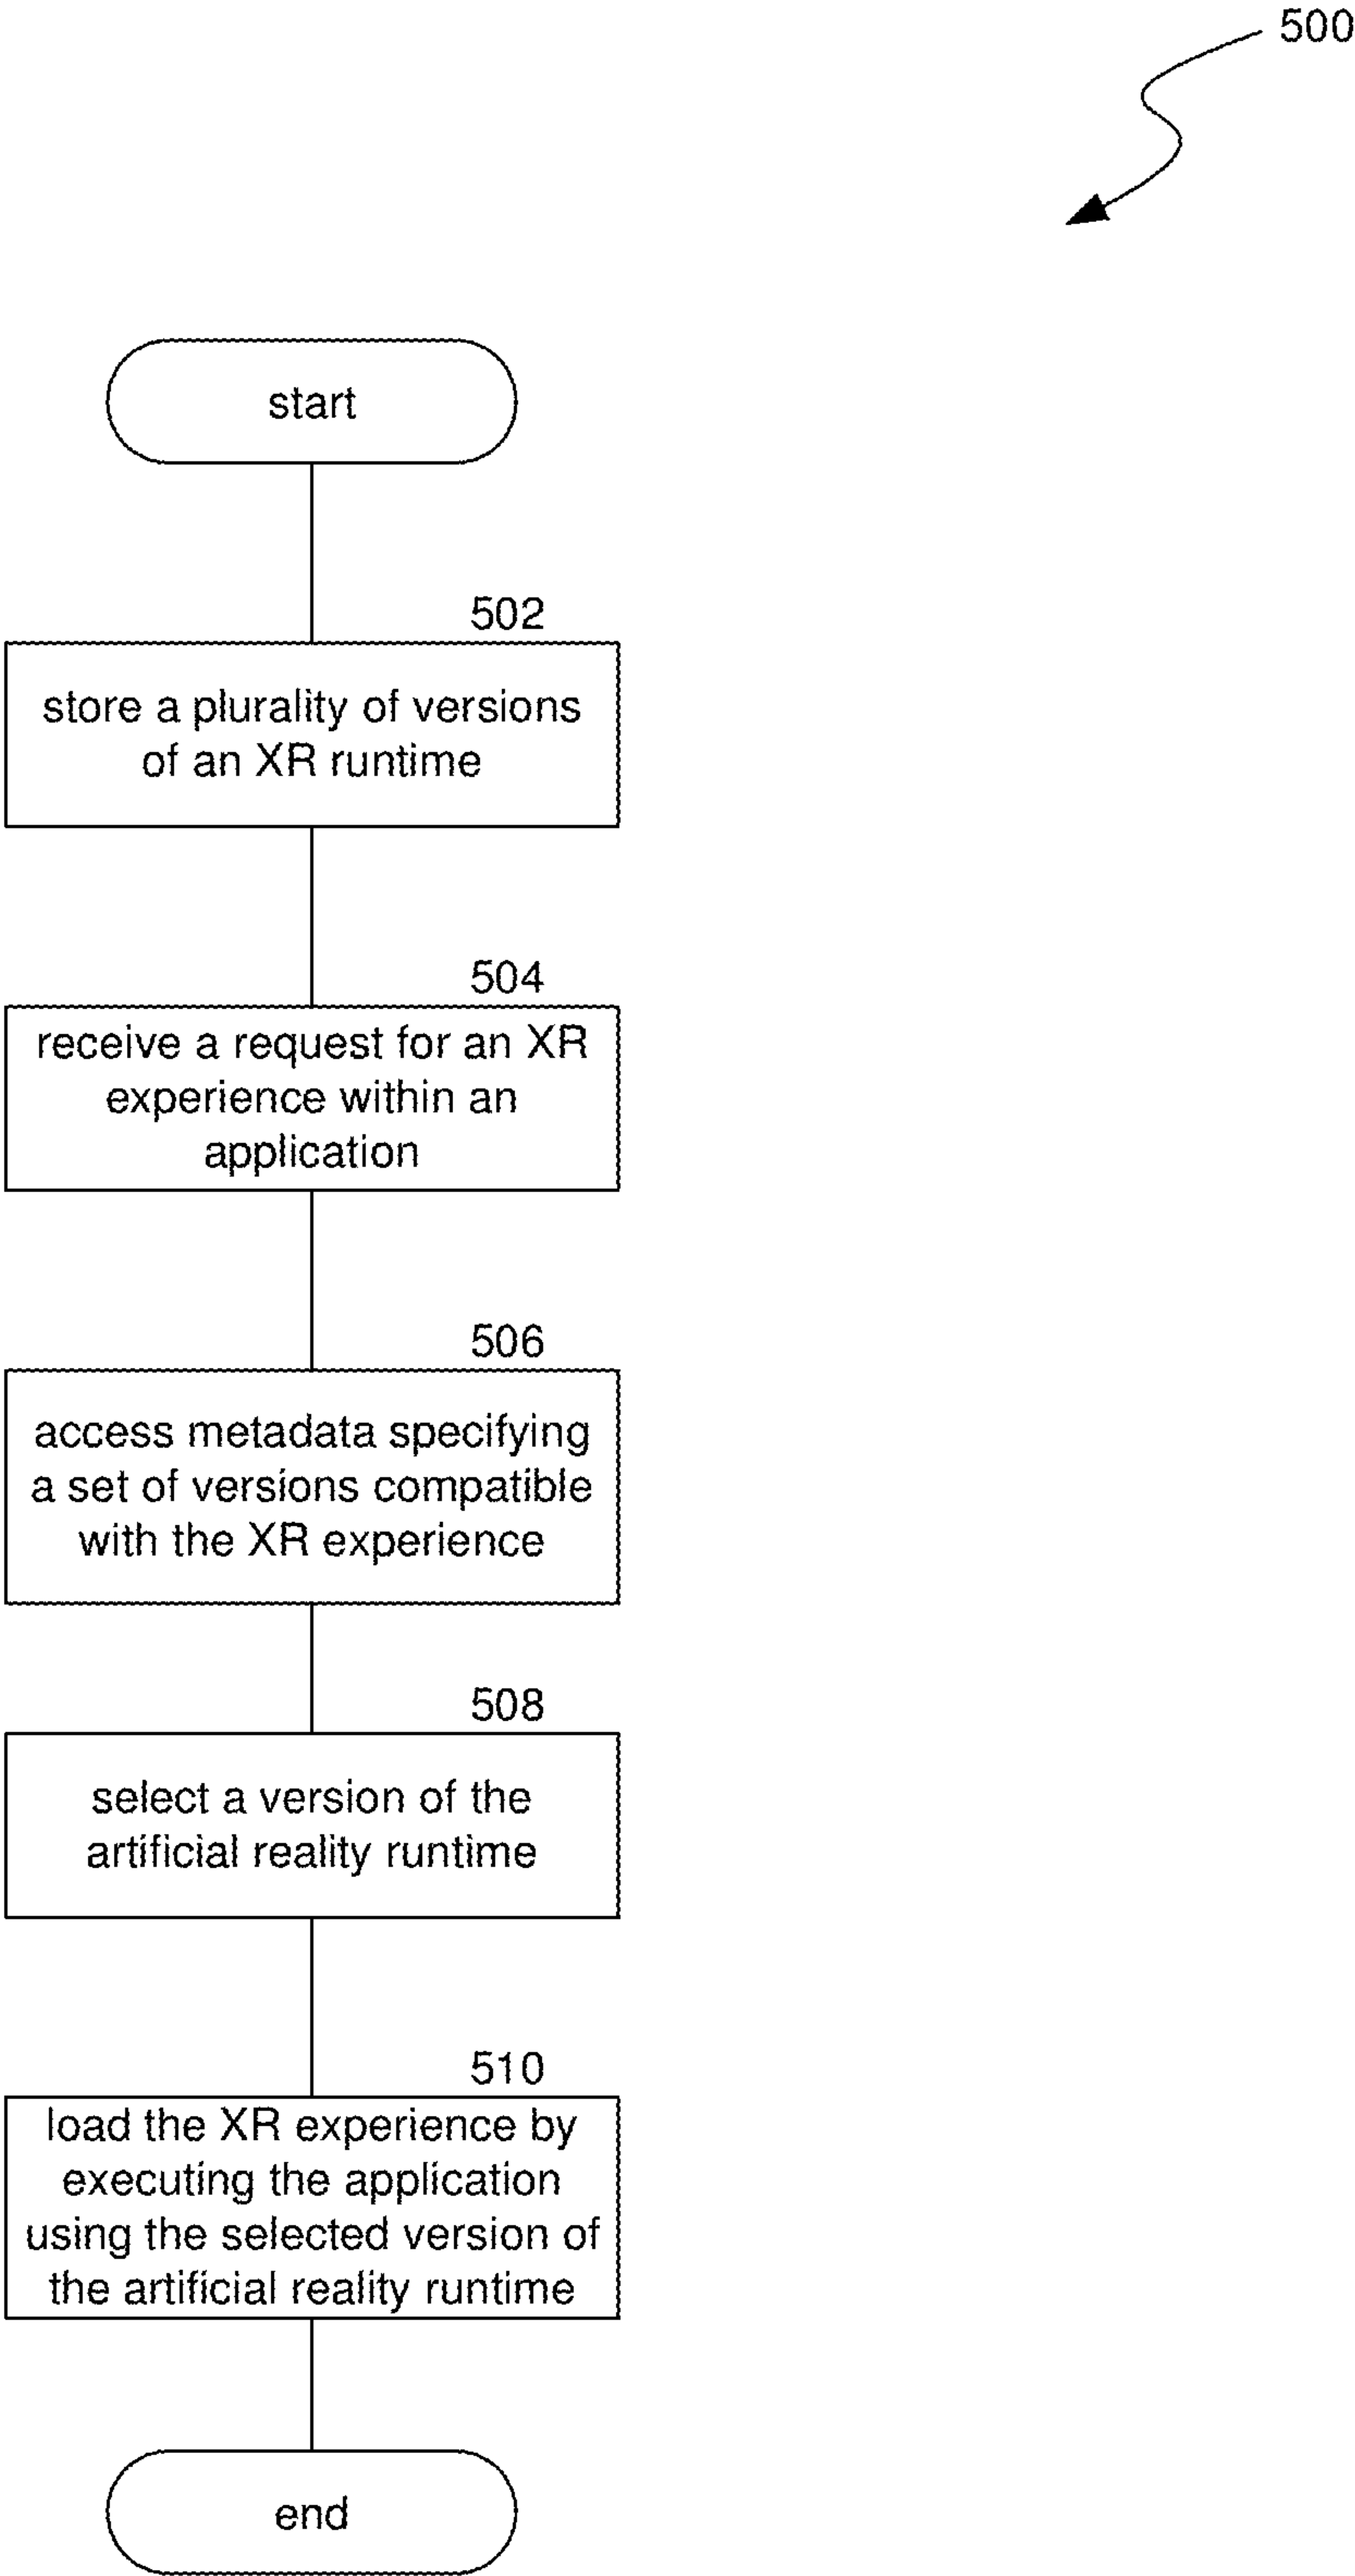 500
start
502
store a plurality of versions
of an XR runtime
504
receive a request for an XR
experience within an
application
506
access metadata specifying
a set of versions compatible
with the XR experience
508
select a version of the
artificial reality runtime
510
load the XR experience by
executing the application
using the selected version of
the artificial reality runtime
end